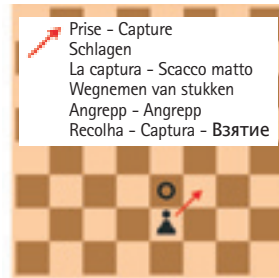 Prise - Capture
Schlagen
La captura - Scacco matto
Wegnemen van stukken
Angrepp - Angrepp
Recolha - Captura - Взятие